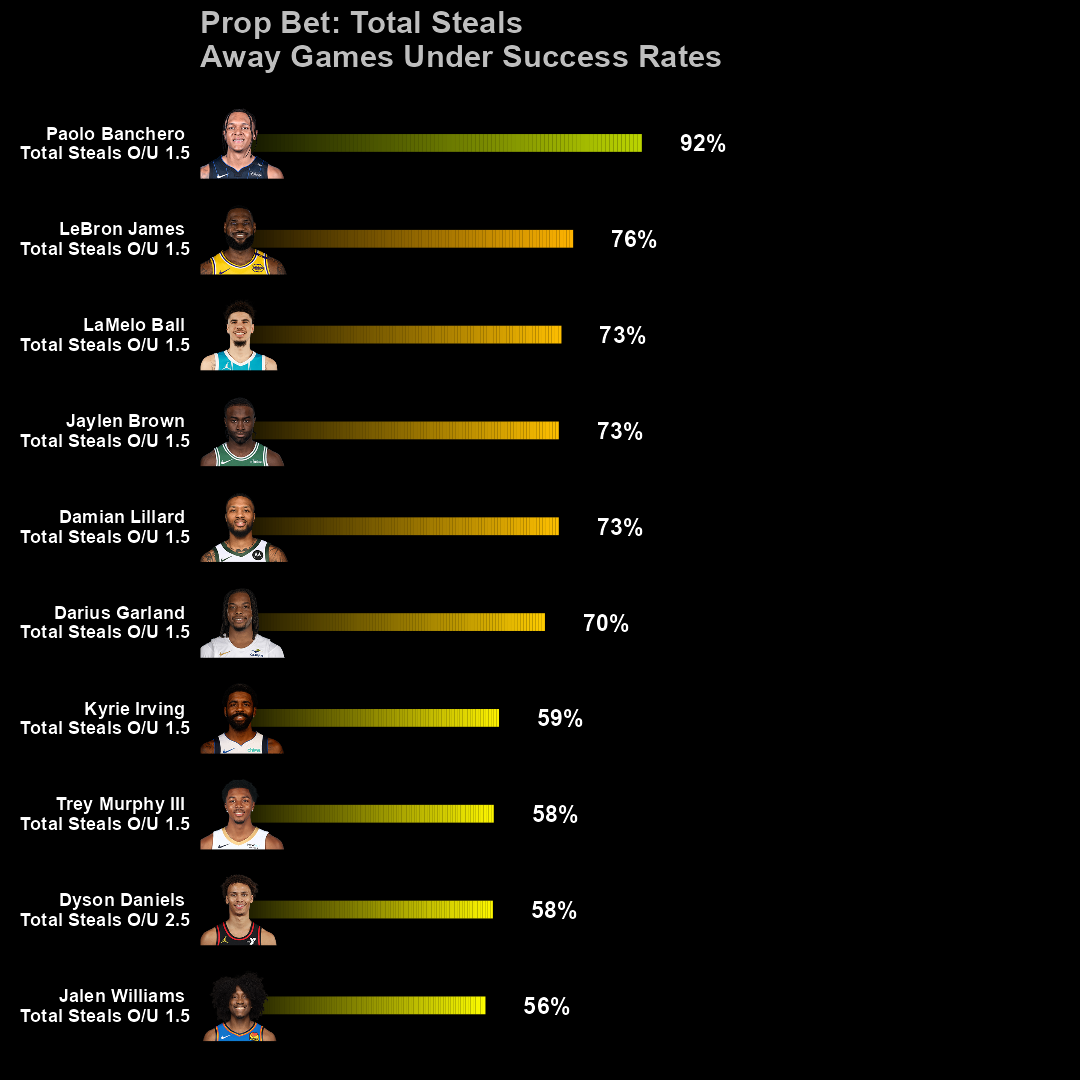 Prop Bet: Total Steals
Away Games Under Success Rates
Paolo Banchero
Total Steals O/U 1.5
92%
LeBron James
Total Steals O/U 1.5
76%
LaMelo Ball
Total Steals O/U 1.5
73%
Jaylen Brown
Total Steals O/U 1.5
73%
Damian Lillard
Total Steals O/U 1.5
73%
Darius Garland
Total Steals O/U 1.5
70%
Kyrie Irving
Total Steals O/U 1.5
59%
Trey Murphy III
Total Steals O/U 1.5
58%
Dyson Daniels
Total Steals O/U 2.5
58%
Jalen Williams
Total Steals O/U 1.5
56%